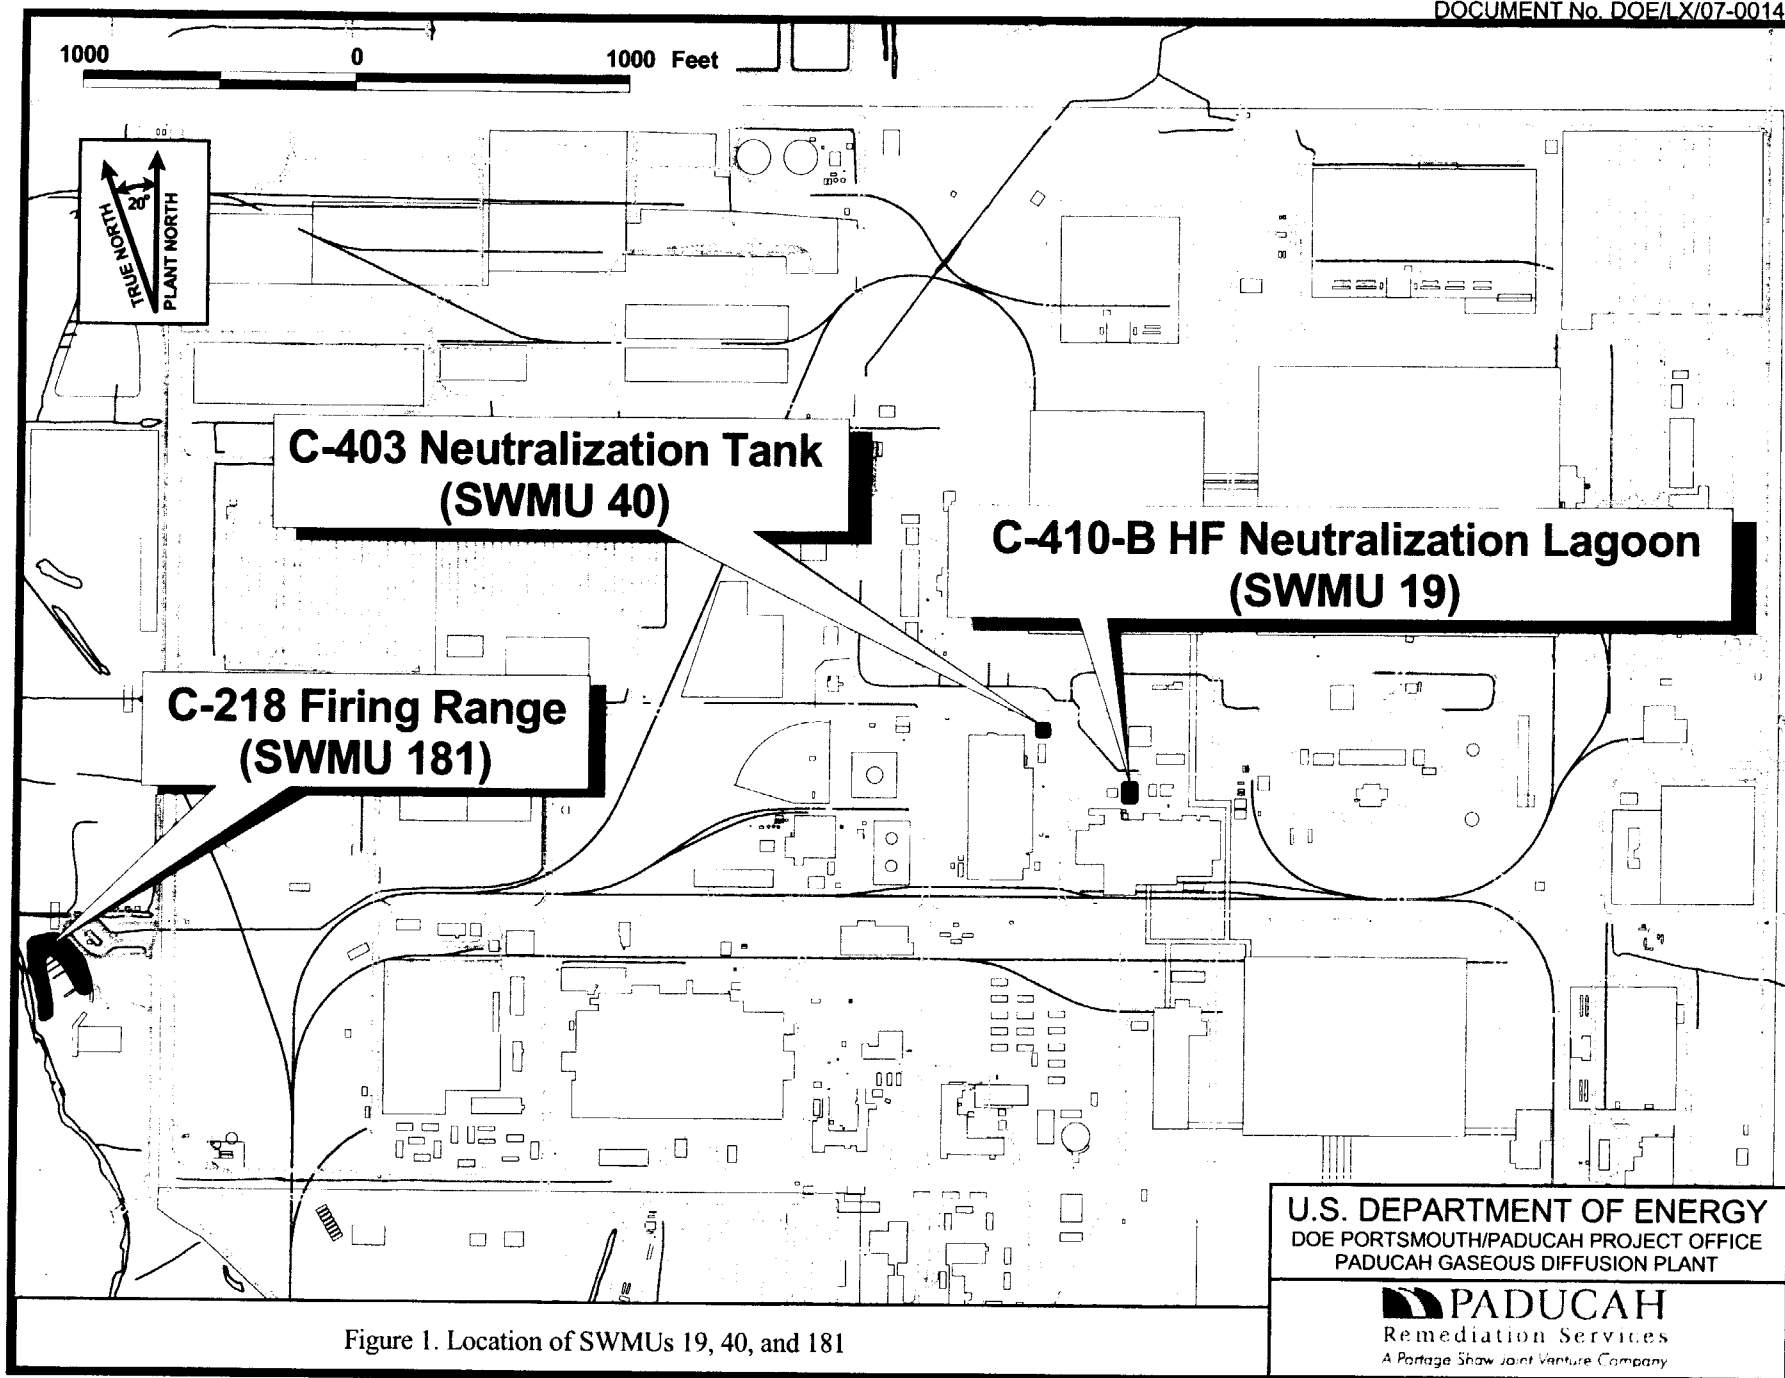 DOCUMENT No. DOE/LX/07-0014
1000 0 1000 Feet
20°
TRUE NORTH
PLANT NORTH
C-403 Neutralization Tank
(SWMU 40)
C-410-B HF Neutralization Lagoon
(SWMU 19)
C-218 Firing Range
(SWMU 181)
U.S. DEPARTMENT OF ENERGY
DOE PORTSMOUTH/PADUCAH PROJECT OFFICE
PADUCAH GASEOUS DIFFUSION PLANT
PADUCAH
Remediation Services
A Portage Shaw Joint Venture Company
Figure 1. Location of SWMUs 19, 40, and 181